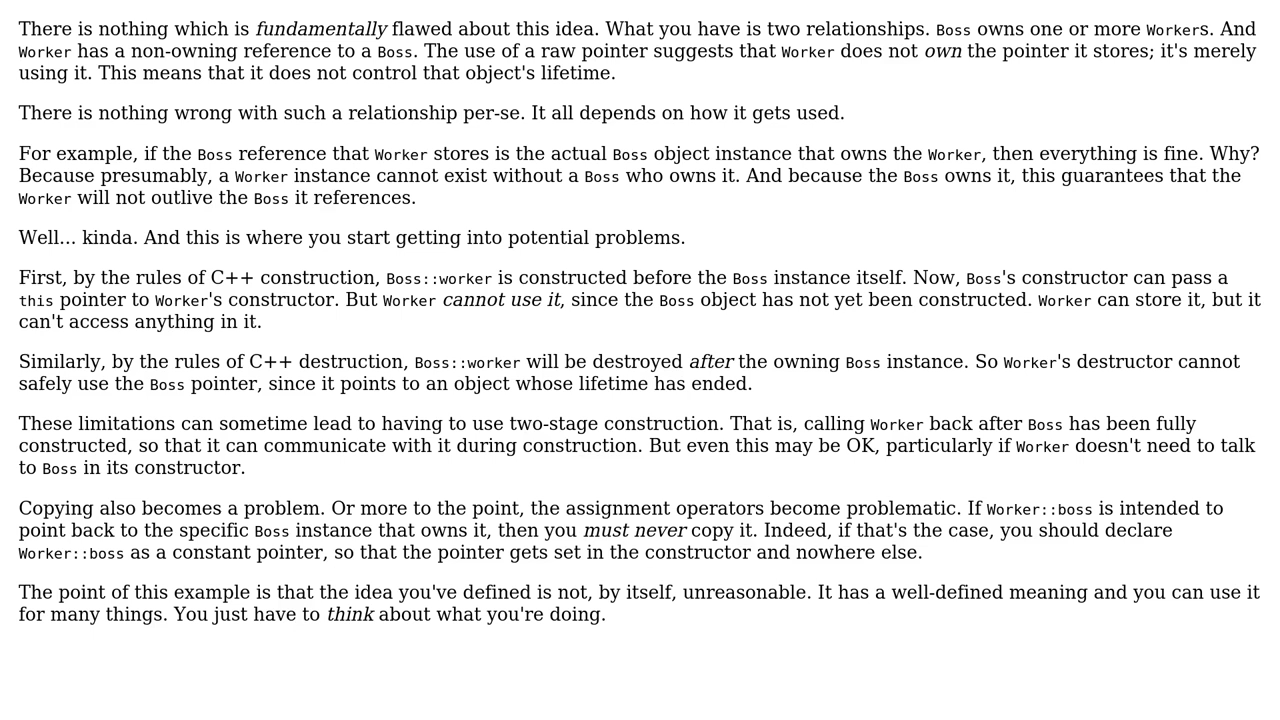 There is nothing which is fundamentally flawed about this idea. What you have is two relationships. Boss owns one or more Workers. And
Worker has a non-owning reference to a Boss. The use of a raw pointer suggests that Worker does not own the pointer it stores; it's merely
using it. This means that it does not control that object's lifetime.
There is nothing wrong with such a relationship per-se. It all depends on how it gets used.
For example, if the Boss reference that Worker stores is the actual Boss object instance that owns the Worker, then everything is fine. Why?
Because presumably, a Worker instance cannot exist without a Boss who owns it. And because the Boss owns it, this guarantees that the
Worker will not outlive the Boss it references.
Well... kinda. And this is where you start getting into potential problems.
First, by the rules of C++ construction, Boss::worker is constructed before the Boss instance itself. Now, Boss's constructor can pass a
this pointer to Worker's constructor. But Worker cannot use it, since the Boss object has not yet been constructed. Worker can store it, but it
can't access anything in it.
Similarly, by the rules of C++ destruction, Boss::worker will be destroyed after the owning Boss instance. So Worker's destructor cannot
safely use the Boss pointer, since it points to an object whose lifetime has ended.
These limitations can sometime lead to having to use two-stage construction. That is, calling Worker back after Boss has been fully
constructed, so that it can communicate with it during construction. But even this may be OK, particularly if Worker doesn't need to talk
to Boss in its constructor.
Copying also becomes a problem. Or more to the point, the assignment operators become problematic. If Worker::boss is intended to
point back to the specific Boss instance that owns it, then you must never copy it. Indeed, if that's the case, you should declare
Worker::boss as a constant pointer, so that the pointer gets set in the constructor and nowhere else.
The point of this example is that the idea you've defined is not, by itself, unreasonable. It has a well-defined meaning and you can use it
for many things. You just have to think about what you're doing.